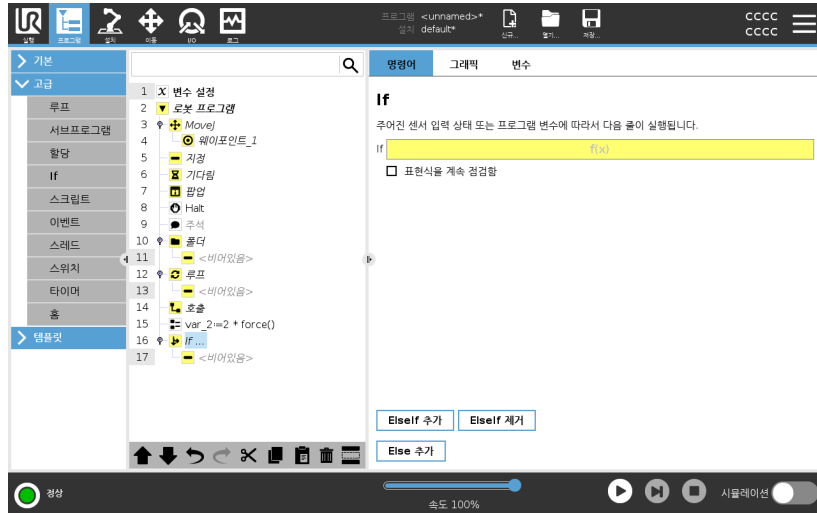 UR
실행
프로그램
설치
이동
I/O
로그
프로그램 <unnamed>*
설치 default*
신규...
열기...
저장...
cccc
cccc
기본
고급
루프
서브프로그램
할당
If
스크립트
이벤트
스레드
스위치
타이머
홈
템플릿
1 X 변수 설정
2 로봇 프로그램
3 MoveJ
4 웨이포인트_1
5 지정
6 기다림
7 팝업
8 Halt
9 주석
10 폴더
11 <비어있음>
12 루프
13 <비어있음>
14 호출
15 var_2:=2 * force()
16 If ...
17 <비어있음>
명령어 그래픽 변수
If
주어진 센서 입력 상태 또는 프로그램 변수에 따라서 다음 줄이 실행됩니다.
If f(x)
표현식을 계속 점검함
ElseIf 추가 ElseIf 제거
Else 추가
정상
속도 100%
시뮬레이션